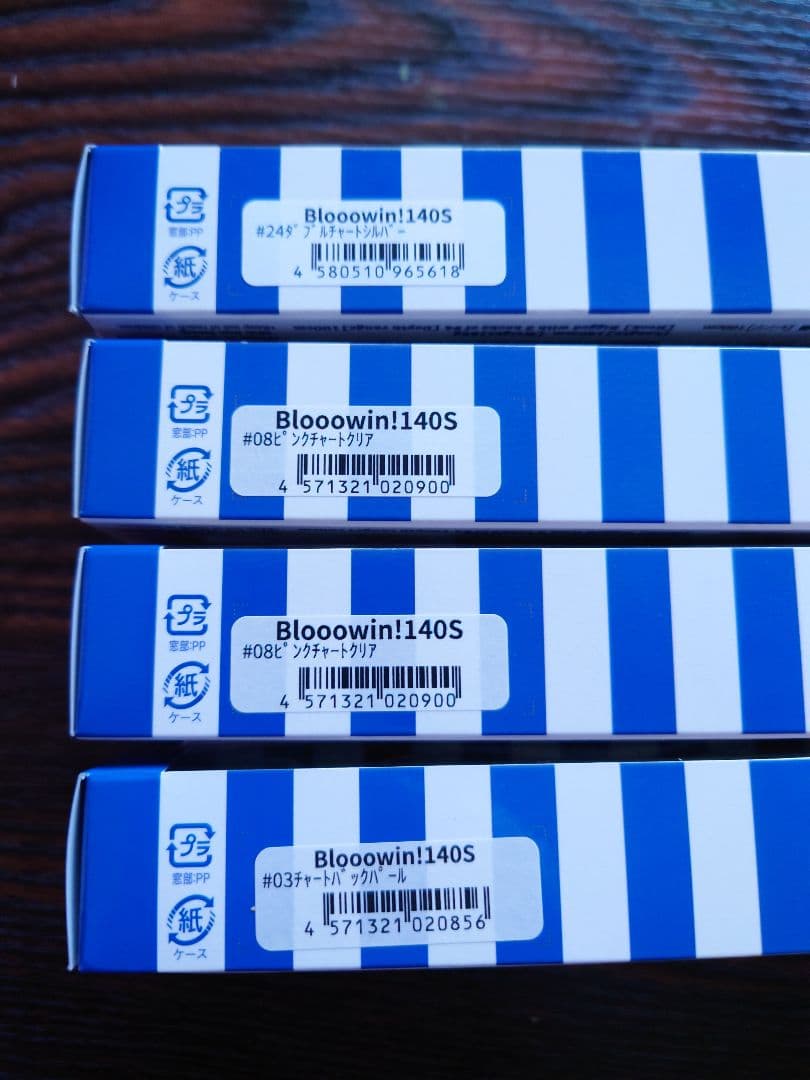 プラ
窓部:PP
紙
ケース
Blooowin!140S
#24ﾀﾞﾌﾞﾙﾁｬｰﾄｼﾙﾊﾞｰ
4 580510 965618
プラ
窓部:PP
紙
ケース
Blooowin!140S
#08ﾋﾟﾝｸﾁｬｰﾄｸﾘｱ
4 571321 020900
プラ
窓部:PP
紙
ケース
Blooowin!140S
#08ﾋﾟﾝｸﾁｬｰﾄｸﾘｱ
4 571321 020900
プラ
窓部:PP
紙
ケース
Blooowin!140S
#03ﾁｬｰﾄﾊﾞｯｸﾊﾟｰﾙ
4 571321 020856